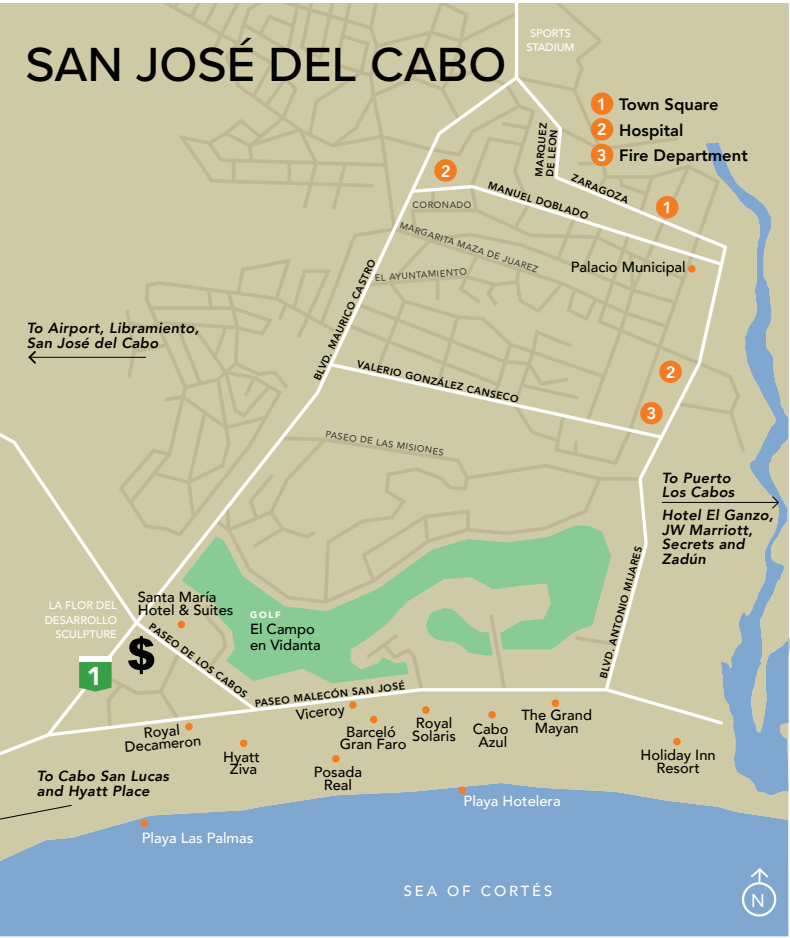 SAN JOSÉ DEL CABO
SPORTS
STADIUM
1 Town Square
2 Hospital
3 Fire Department
MARQUEZ
DE LEON
2
ZARAGOZA
MANUEL DOBLADO
1
CORONADO
MARGARITA MAZA DE JUAREZ
EL AYUNTAMIENTO
Palacio Municipal
BLVD. MAURICO CASTRO
To Airport, Libramiento,
San José del Cabo
VALERIO GONZÁLEZ CANSECO
2
3
PASEO DE LAS MISIONES
To Puerto
Los Cabos
Hotel El Ganzo,
JW Marriott,
Secrets and
Zadún
BLVD. ANTONIO MIJARES
Santa María
Hotel & Suites
LA FLOR DEL
DESARROLLO
SCULPTURE
GOLF
El Campo
en Vidanta
$
1
PASEO DE LOS CABOS
PASEO MALECÓN SAN JOSÉ
Royal
Decameron
Hyatt
Ziva
Viceroy
Barceló
Gran Faro
Posada
Real
Royal
Solaris
Cabo
Azul
The Grand
Mayan
Holiday Inn
Resort
To Cabo San Lucas
and Hyatt Place
Playa Hotelera
Playa Las Palmas
SEA OF CORTÉS
N